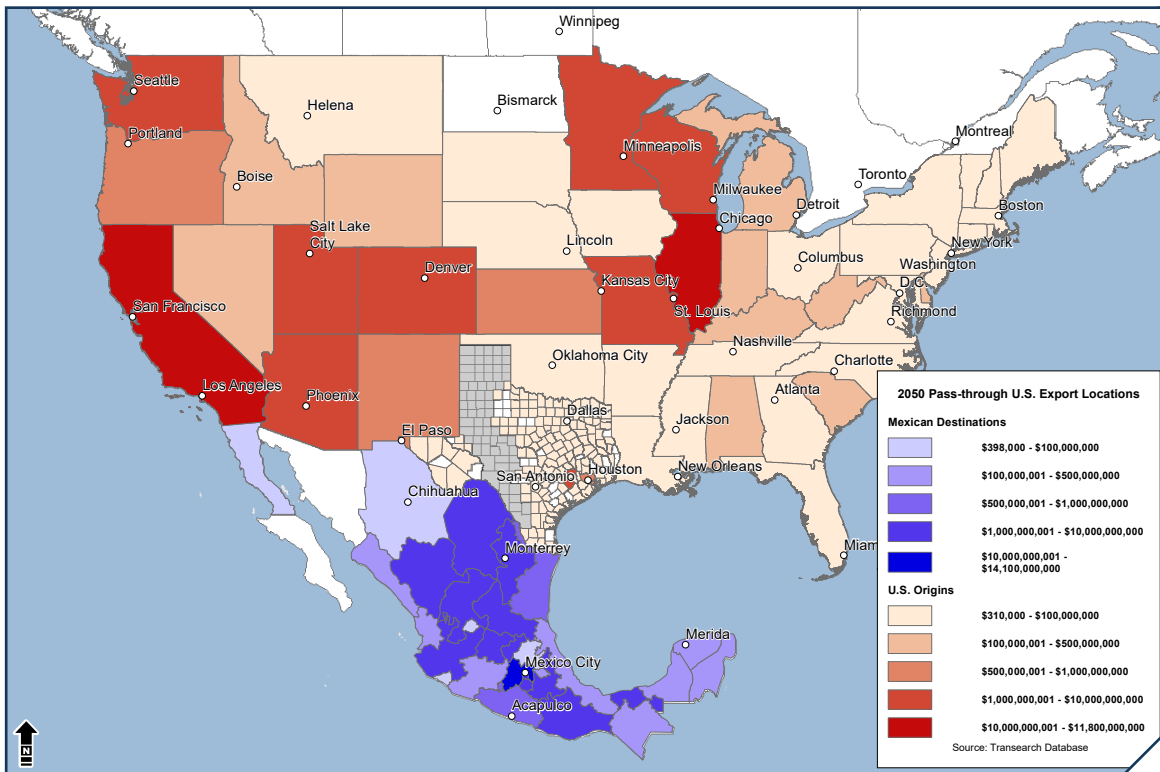 Winnipeg
Seattle
Helena
Bismarck
Portland
Minneapolis
Montreal
Toronto
Boise
Milwaukee
Detroit
Boston
Salt Lake
City
Chicago
Lincoln
New York
Columbus
Washington
D.C.
Denver
Kansas City
San Francisco
St. Louis
Richmond
Nashville
Oklahoma City
Charlotte
Los Angeles
Phoenix
Atlanta
Dallas
Jackson
El Paso
San Antonio
Houston
New Orleans
Chihuahua
Monterrey
Miam
Merida
Mexico City
Acapulco
N
2050 Pass-through U.S. Export Locations
Mexican Destinations
$398,000 - $100,000,000
$100,000,001 - $500,000,000
$500,000,001 - $1,000,000,000
$1,000,000,001 - $10,000,000,000
$10,000,000,001 -
$14,100,000,000
U.S. Origins
$310,000 - $100,000,000
$100,000,001 - $500,000,000
$500,000,001 - $1,000,000,000
$1,000,000,001 - $10,000,000,000
$10,000,000,001 - $11,800,000,000
Source: Transearch Database